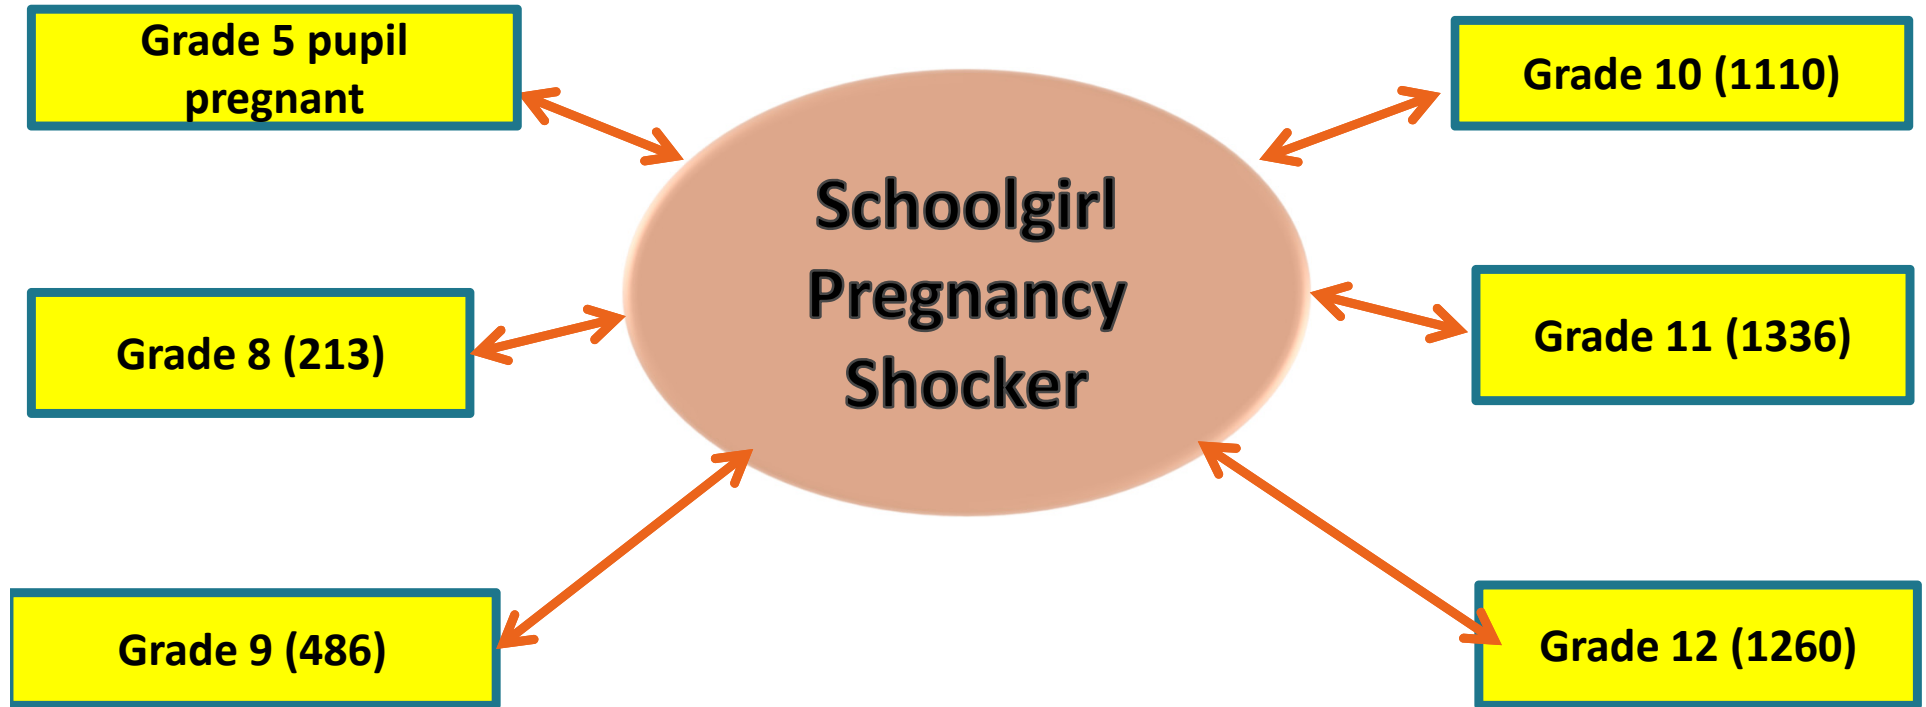 Grade 5 pupil
pregnant
Grade 10 (1110)
Schoolgirl
Pregnancy
Shocker
Grade 8 (213)
Grade 11 (1336)
Grade 9 (486)
Grade 12 (1260)